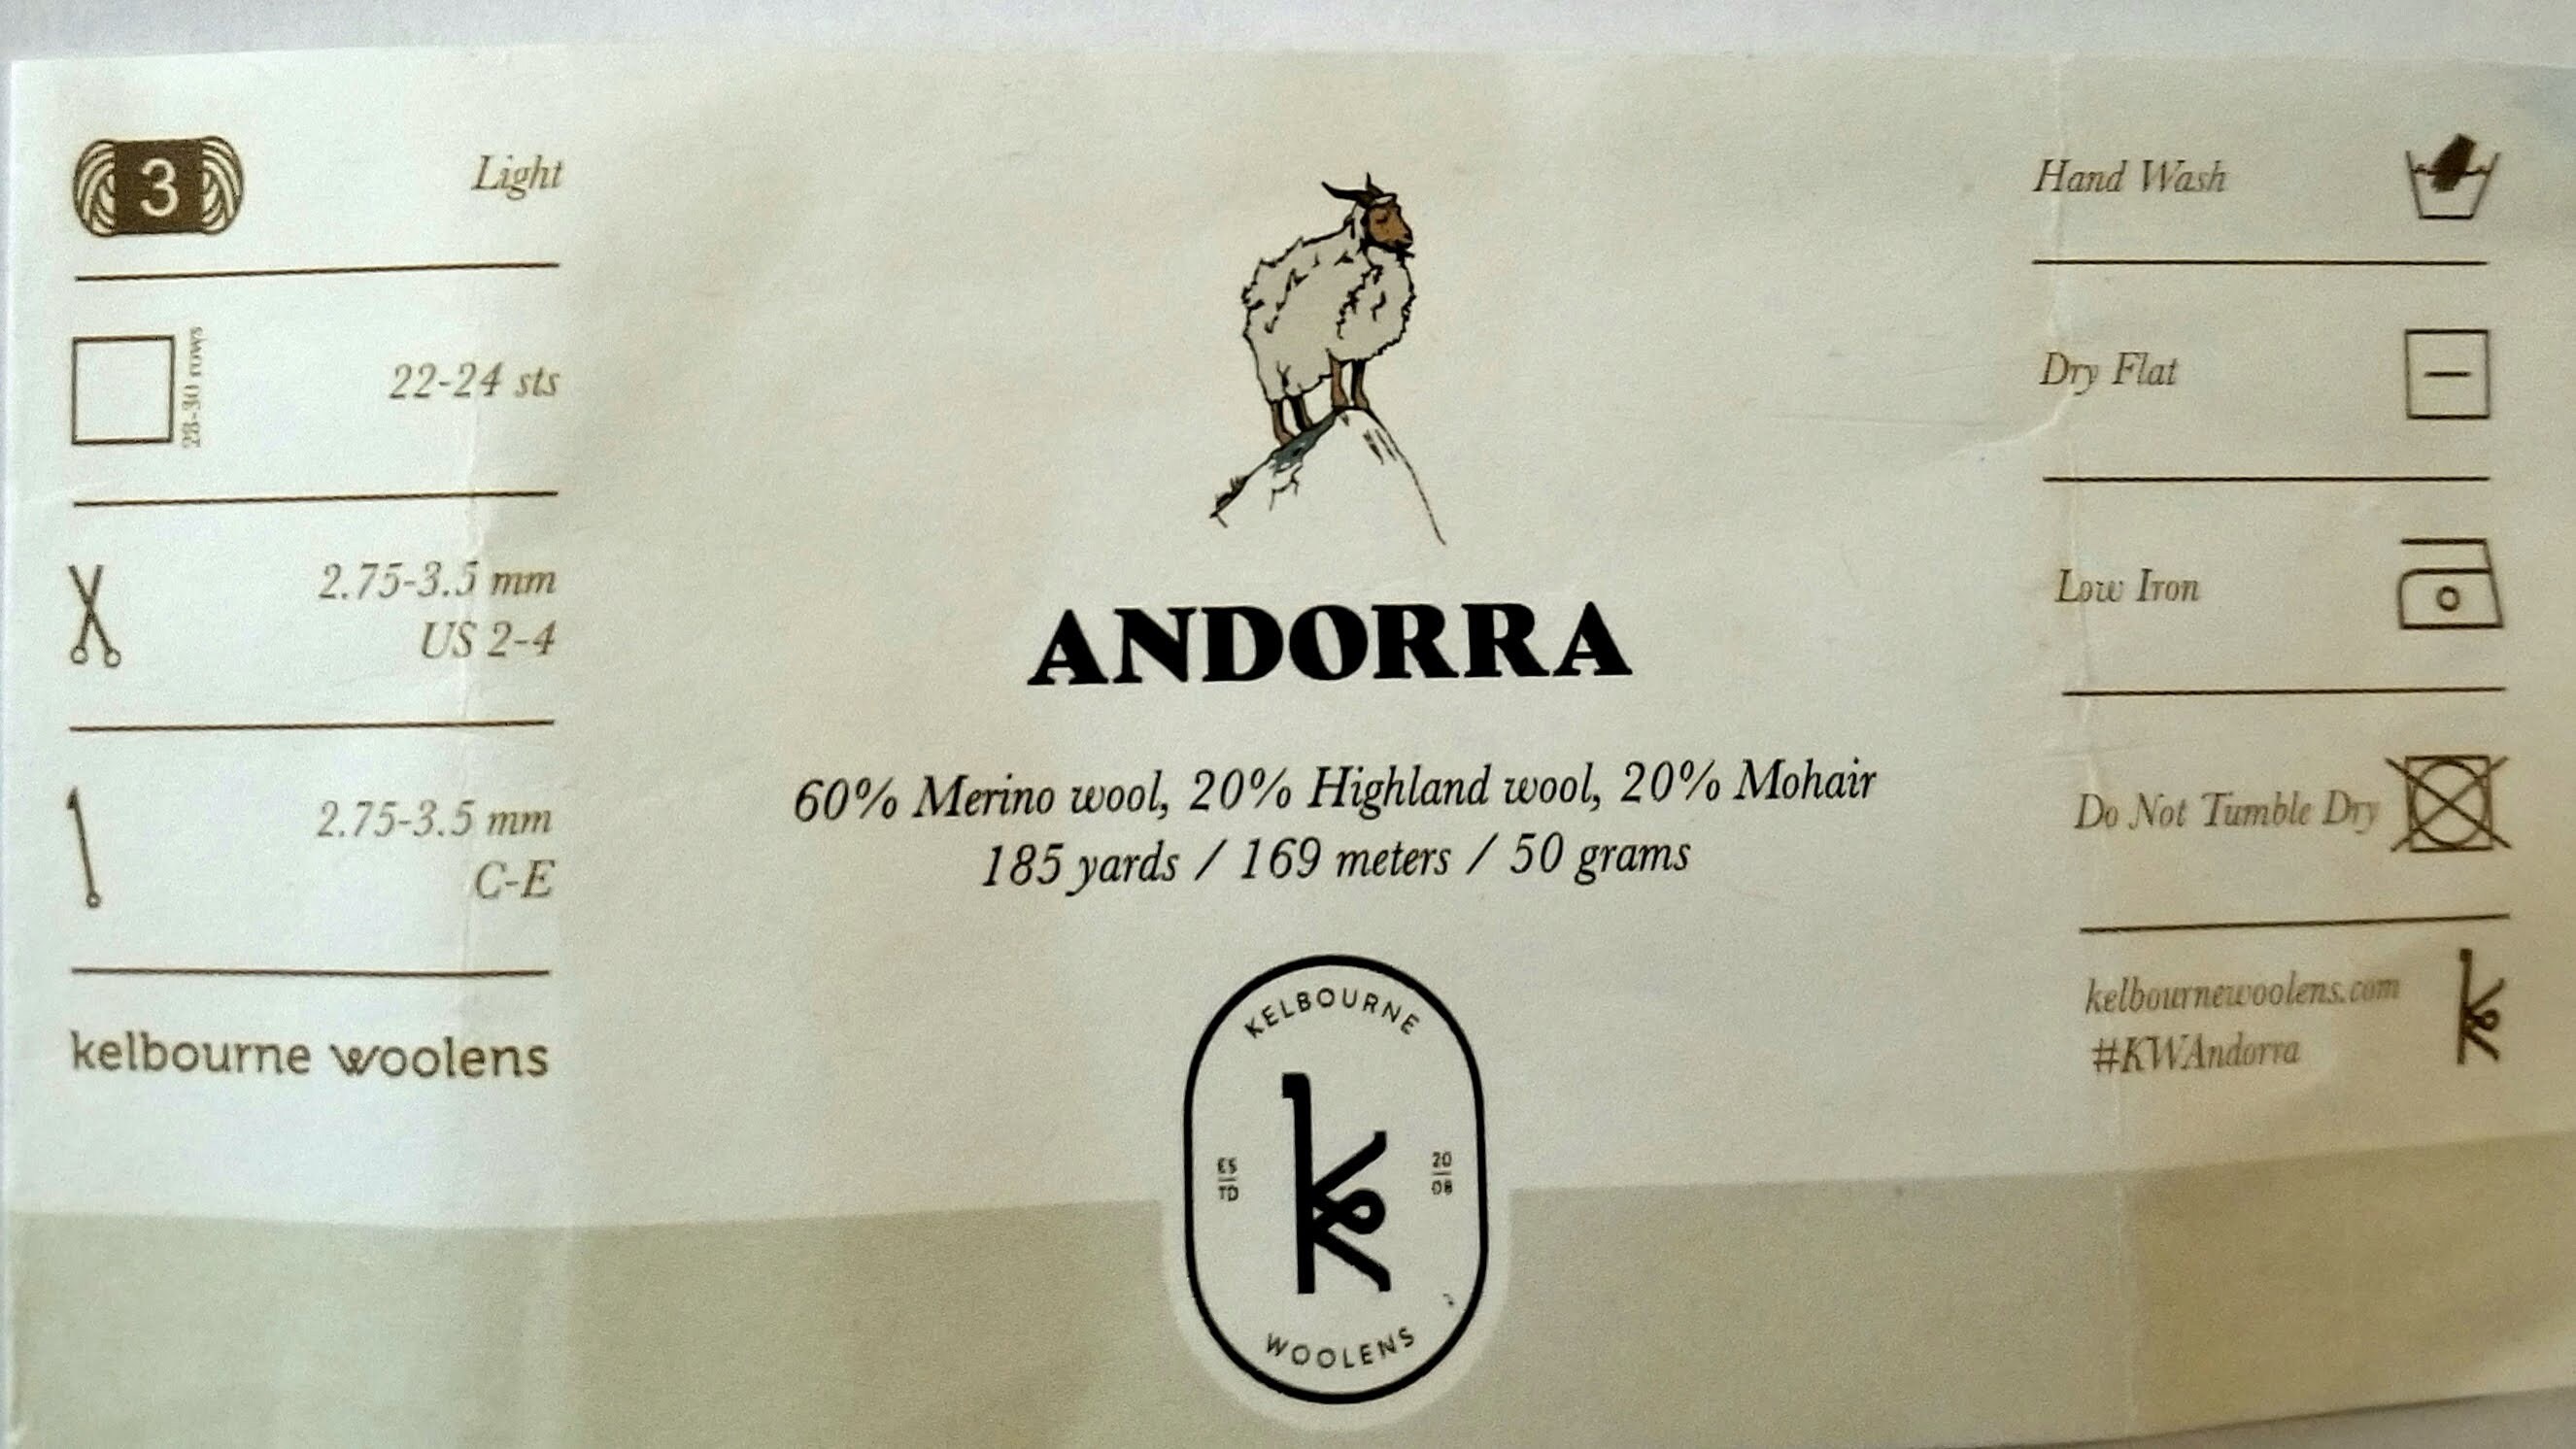 3 Light
28-30 rows
22-24 sts
2.75-3.5 mm
US 2-4
2.75-3.5 mm
C-E
kelbourne woolens
ANDORRA
60% Merino wool, 20% Highland wool, 20% Mohair
185 yards / 169 meters / 50 grams
KELBOURNE
ES
TD
k
20
08
WOOLENS
Hand Wash
Dry Flat
Low Iron
Do Not Tumble Dry
kelbournewoolens.com
#KWAndorra
k